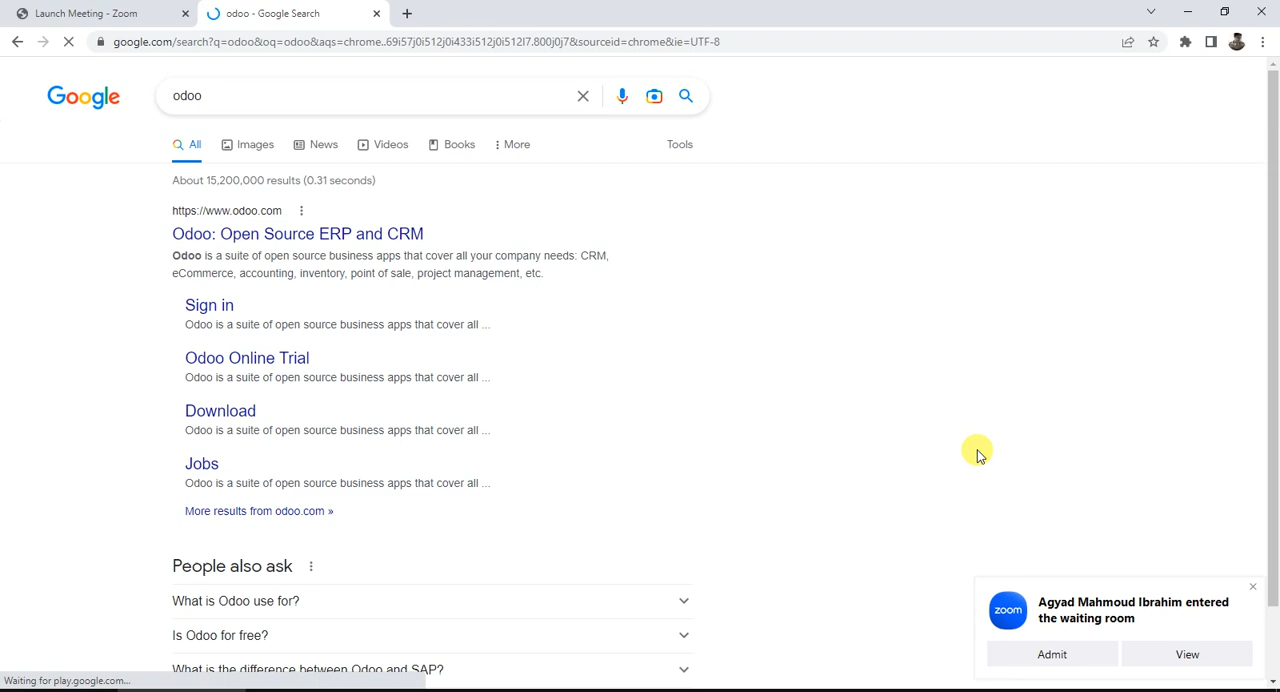 Launch Meeting - Zoom
odoo - Google Search
google.com/search?q=odoo&oq=odoo&aqs=chrome..69i57j0i512j0i433i512j0i512l7.800j0j7&sourceid=chrome&ie=UTF-8
Google
odoo
All
Images
News
Videos
Books
More
Tools
About 15,200,000 results (0.31 seconds)
https://www.odoo.com
Odoo: Open Source ERP and CRM
Odoo is a suite of open source business apps that cover all your company needs: CRM,
eCommerce, accounting, inventory, point of sale, project management, etc.
Sign in
Odoo is a suite of open source business apps that cover all ...
Odoo Online Trial
Odoo is a suite of open source business apps that cover all ...
Download
Odoo is a suite of open source business apps that cover all ...
Jobs
Odoo is a suite of open source business apps that cover all ...
More results from odoo.com »
People also ask
What is Odoo use for?
Is Odoo for free?
What is the difference between Odoo and SAP?
zoom
Agyad Mahmoud Ibrahim entered
the waiting room
Admit
View
Waiting for play.google.com...